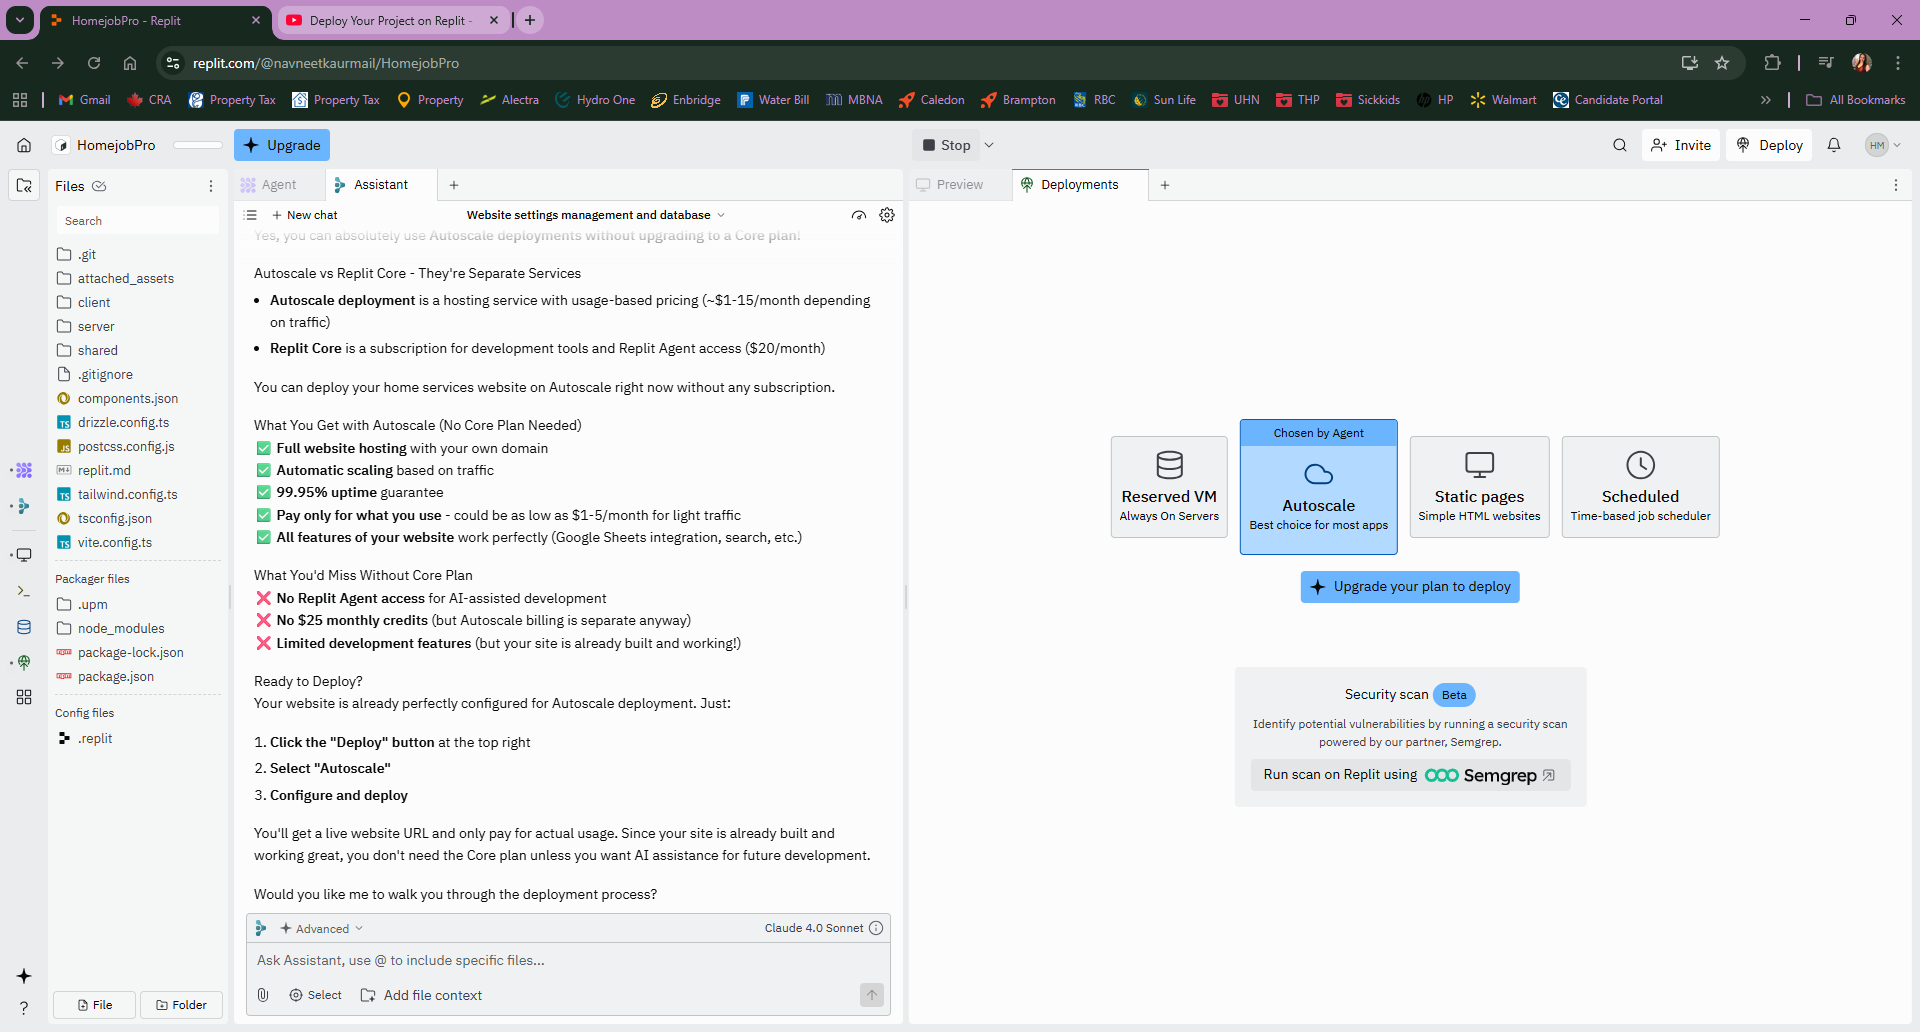 HomejobPro - Replit
Deploy Your Project on Replit -
replit.com/@navneetkaurmail/HomejobPro
Gmail
CRA
Property Tax
Property Tax
Property
Alectra
Hydro One
Enbridge
Water Bill
MBNA
Caledon
Brampton
RBC
Sun Life
UHN
THP
Sickkids
HP
Walmart
Candidate Portal
All Bookmarks
HomejobPro
Upgrade
Stop
Invite
Deploy
HM
Files
Search
.git
attached_assets
client
server
shared
.gitignore
components.json
drizzle.config.ts
postcss.config.js
replit.md
tailwind.config.ts
tsconfig.json
vite.config.ts
Packager files
.upm
node_modules
package-lock.json
package.json
Config files
.replit
File
Folder
Agent
Assistant
New chat
Website settings management and database
Yes, you can absolutely use Autoscale deployments without upgrading to a Core plan!
Autoscale vs Replit Core - They're Separate Services
• Autoscale deployment is a hosting service with usage-based pricing (~$1-15/month depending
on traffic)
• Replit Core is a subscription for development tools and Replit Agent access ($20/month)
You can deploy your home services website on Autoscale right now without any subscription.
What You Get with Autoscale (No Core Plan Needed)
✅ Full website hosting with your own domain
✅ Automatic scaling based on traffic
✅ 99.95% uptime guarantee
✅ Pay only for what you use - could be as low as $1-5/month for light traffic
✅ All features of your website work perfectly (Google Sheets integration, search, etc.)
What You'd Miss Without Core Plan
❌ No Replit Agent access for AI-assisted development
❌ No $25 monthly credits (but Autoscale billing is separate anyway)
❌ Limited development features (but your site is already built and working!)
Ready to Deploy?
Your website is already perfectly configured for Autoscale deployment. Just:
1. Click the "Deploy" button at the top right
2. Select "Autoscale"
3. Configure and deploy
You'll get a live website URL and only pay for actual usage. Since your site is already built and
working great, you don't need the Core plan unless you want AI assistance for future development.
Would you like me to walk you through the deployment process?
Advanced
Claude 4.0 Sonnet
Ask Assistant, use @ to include specific files...
Select
Add file context
Preview
Deployments
Reserved VM
Always On Servers
Chosen by Agent
Autoscale
Best choice for most apps
Static pages
Simple HTML websites
Scheduled
Time-based job scheduler
Upgrade your plan to deploy
Security scan Beta
Identify potential vulnerabilities by running a security scan
powered by our partner, Semgrep.
Run scan on Replit using Semgrep